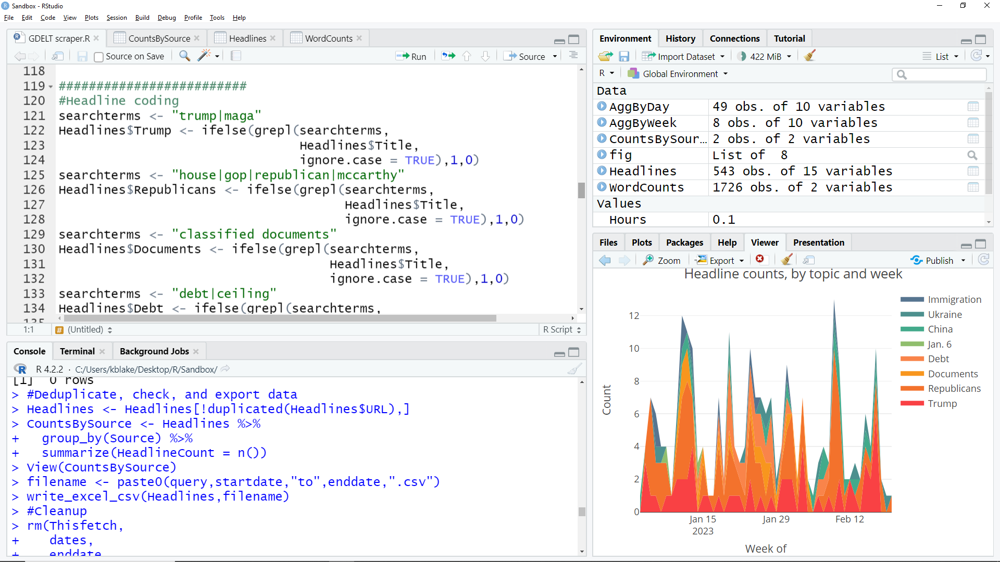 Sandbox - RStudio
File Edit Code View Plots Session Build Debug Profile Tools Help
GDELT scraper.R CountsBySource Headlines WordCounts
Source on Save Run Source
118
119 #########################
120 #Headline coding
121 searchterms <- "trump|maga"
122 Headlines$Trump <- ifelse(grepl(searchterms,
123 Headlines$Title,
124 ignore.case = TRUE),1,0)
125 searchterms <- "house|gop|republican|mccarthy"
126 Headlines$Republicans <- ifelse(grepl(searchterms,
127 Headlines$Title,
128 ignore.case = TRUE),1,0)
129 searchterms <- "classified documents"
130 Headlines$Documents <- ifelse(grepl(searchterms,
131 Headlines$Title,
132 ignore.case = TRUE),1,0)
133 searchterms <- "debt|ceiling"
134 Headlines$Debt <- ifelse(grepl(searchterms,
135
1:1 # (Untitled) R Script
Console Terminal Background Jobs
R 4.2.2 · C:/Users/kblake/Desktop/R/Sandbox/
[1] 0 rows
> #Deduplicate, check, and export data
> Headlines <- Headlines[!duplicated(Headlines$URL),]
> CountsBySource <- Headlines %>%
+ group_by(Source) %>%
+ summarize(HeadlineCount = n())
> View(CountsBySource)
> filename <- paste0(query,startdate,"to",enddate,".csv")
> write_excel_csv(Headlines,filename)
> #Cleanup
> rm(Thisfetch,
+ dates,
+ enddate
Environment History Connections Tutorial
Import Dataset 422 MiB List
R Global Environment
Data
AggByDay 49 obs. of 10 variables
AggByWeek 8 obs. of 10 variables
CountsBySour... 2 obs. of 2 variables
fig List of 8
Headlines 543 obs. of 15 variables
WordCounts 1726 obs. of 2 variables
Values
Hours 0.1
Files Plots Packages Help Viewer Presentation
Zoom Export Publish
Headline counts, by topic and week
Immigration
Ukraine
China
Jan. 6
Debt
Documents
Republicans
Trump
Count
12
10
8
6
4
2
0
Jan 15 Jan 29 Feb 12
2023
Week of